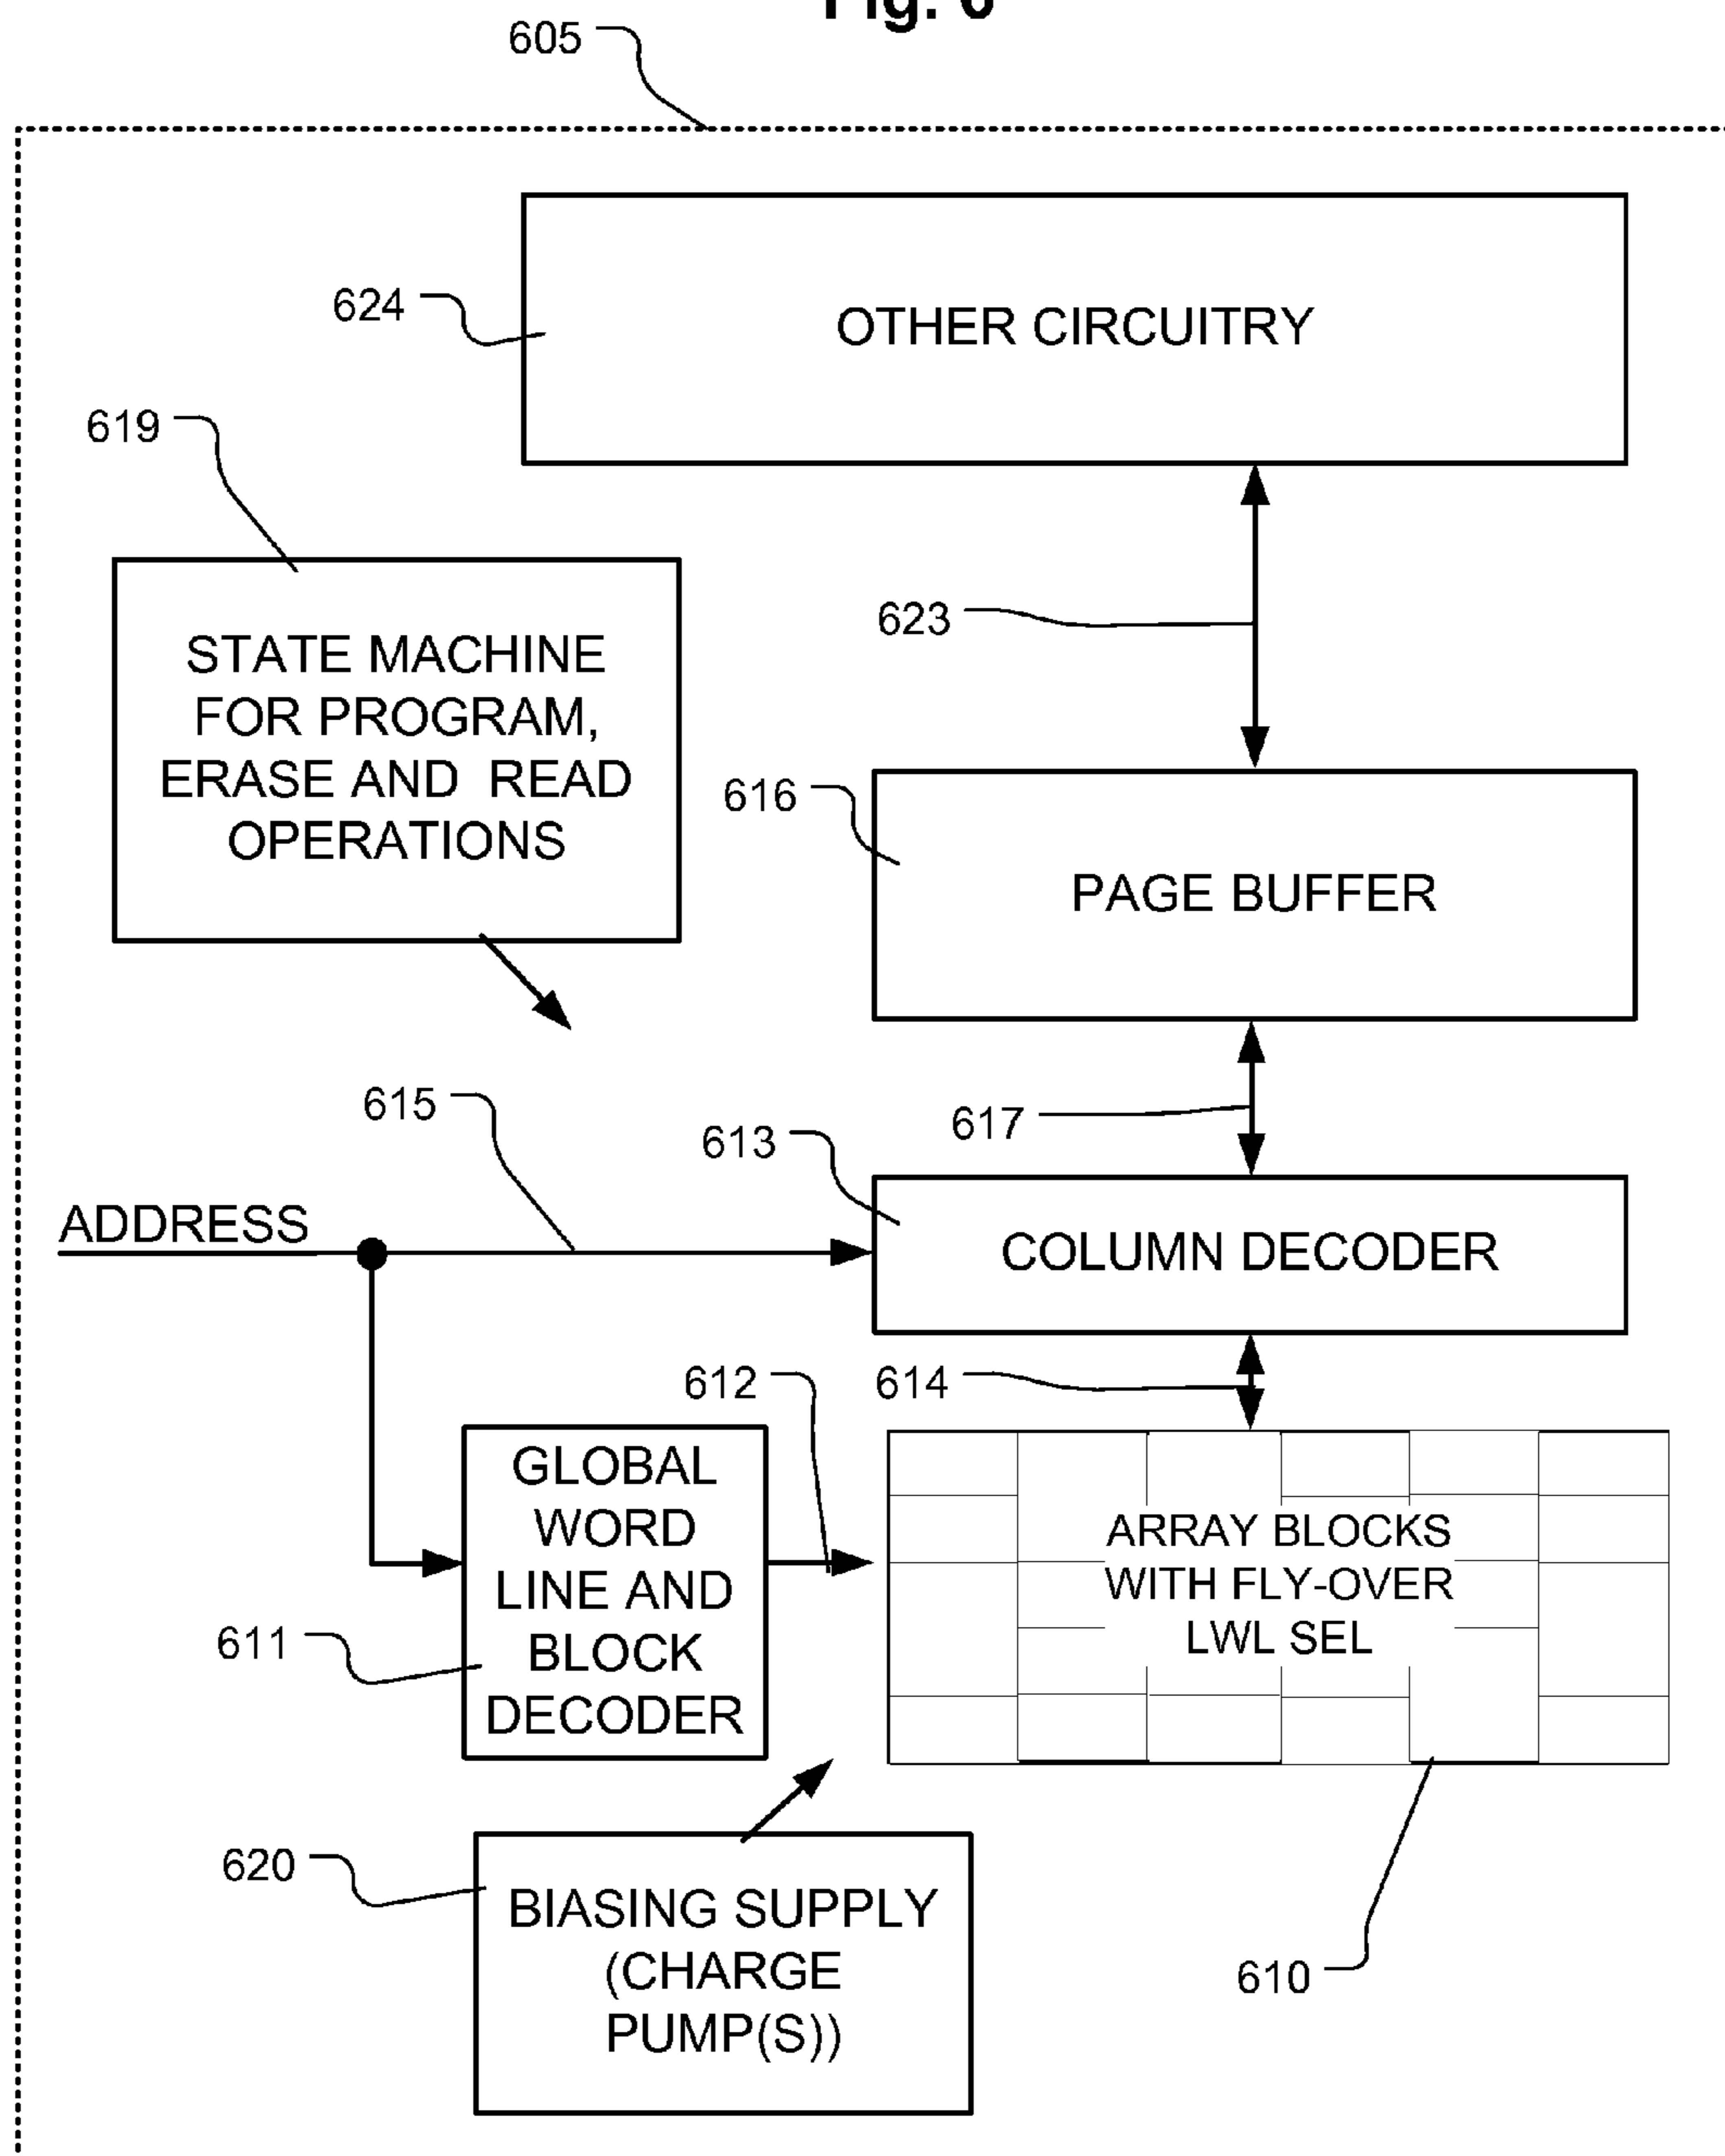 605
OTHER CIRCUITRY
624
619
STATE MACHINE
FOR PROGRAM,
ERASE AND READ
OPERATIONS
623
616
PAGE BUFFER
615
617
613
ADDRESS
COLUMN DECODER
612
614
GLOBAL
WORD
LINE AND
BLOCK
DECODER
611
ARRAY BLOCKS
WITH FLY-OVER
LWL SEL
620
BIASING SUPPLY
(CHARGE
PUMP(S))
610